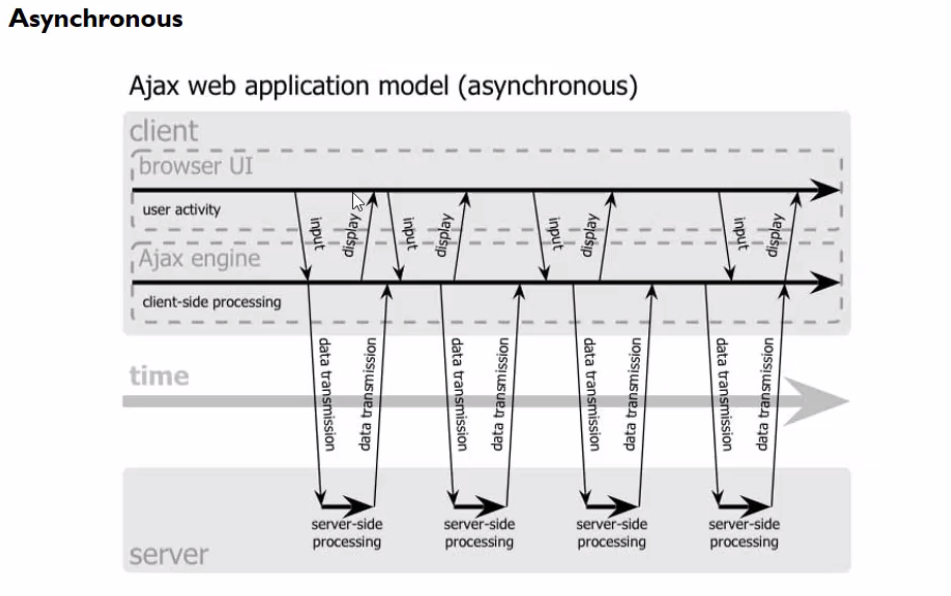 Asynchronous
Ajax web application model (asynchronous)
client
browser UI
user activity
input
display
input
display
input
display
input
display
Ajax engine
client-side processing
data transmission
data transmission
data transmission
data transmission
data transmission
data transmission
data transmission
data transmission
time
server-side
processing
server-side
processing
server-side
processing
server-side
processing
server